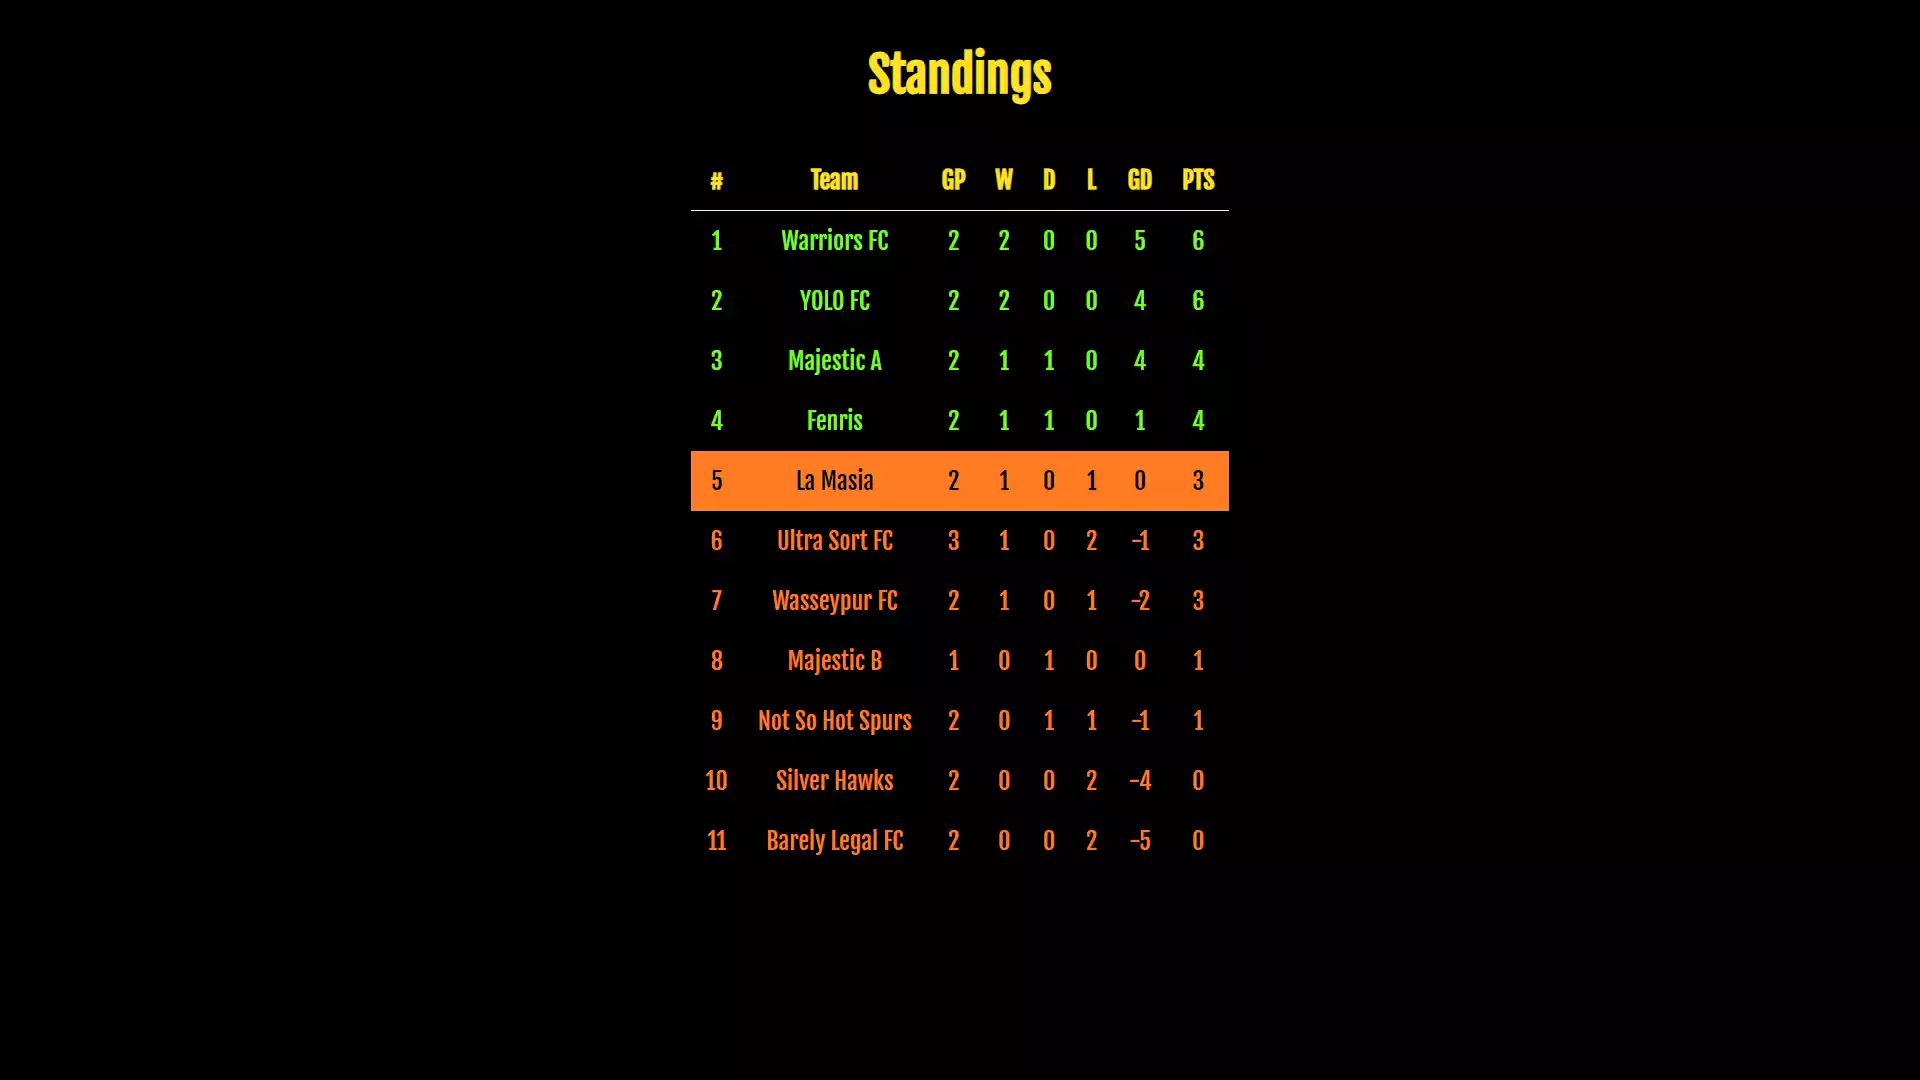 Standings
# Team GP W D L GD PTS
1 Warriors FC 2 2 0 0 5 6
2 YOLO FC 2 2 0 0 4 6
3 Majestic A 2 1 1 0 4 4
4 Fenris 2 1 1 0 1 4
5 La Masia 2 1 0 1 0 3
6 Ultra Sort FC 3 1 0 2 -1 3
7 Wasseypur FC 2 1 0 1 -2 3
8 Majestic B 1 0 1 0 0 1
9 Not So Hot Spurs 2 0 1 1 -1 1
10 Silver Hawks 2 0 0 2 -4 0
11 Barely Legal FC 2 0 0 2 -5 0